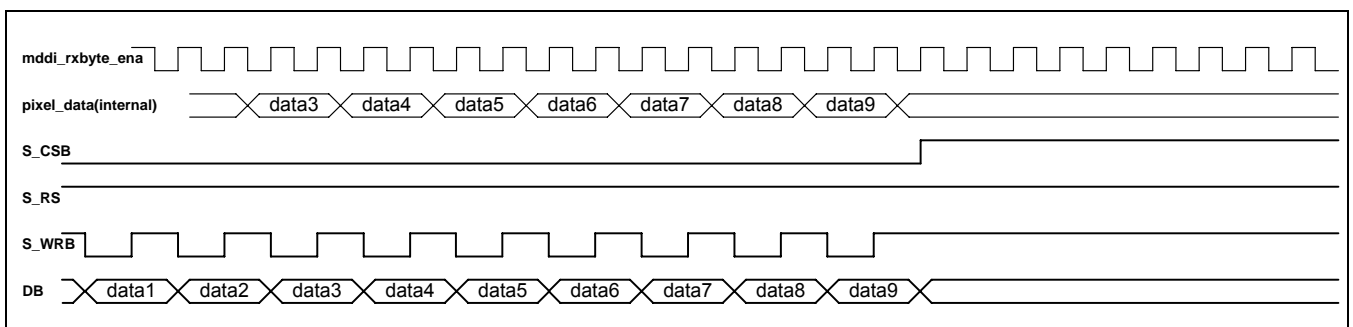 mddi_rxbyte_ena
pixel_data(internal) data3 data4 data5 data6 data7 data8 data9
S_CSB
S_RS
S_WRB
DB data1 data2 data3 data4 data5 data6 data7 data8 data9